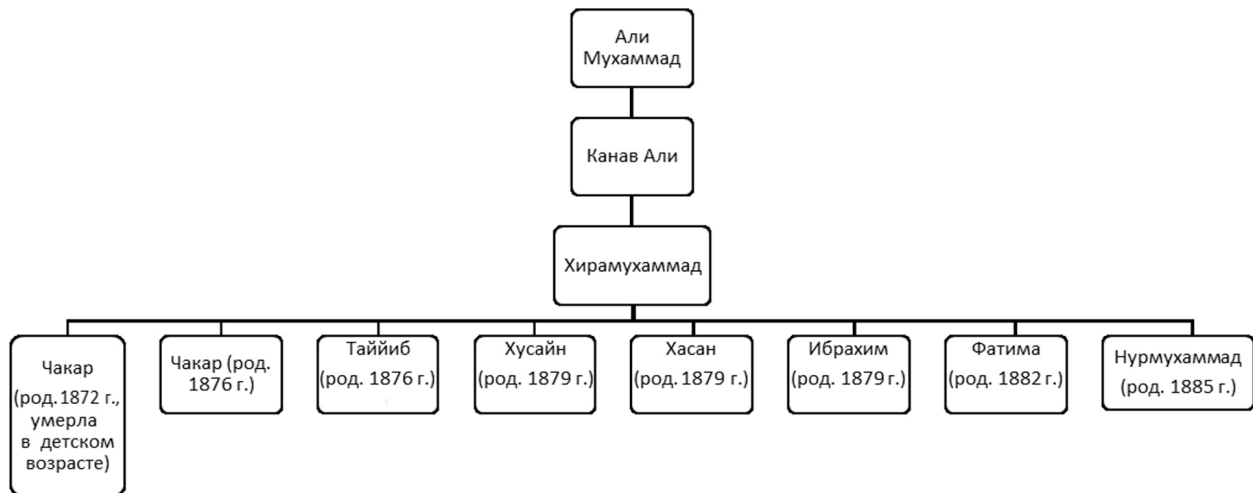 Али
Мухаммад
Канав Али
Хирамухаммад
Чакар
(род.1872 г.,
умерла
в детском
возрасте)
Чакар (род.
1876 г.)
Таййиб
(род. 1876 г.)
Хусайн
(род. 1879 г.)
Хасан
(род. 1879 г.)
Ибрахим
(род. 1879 г.)
Фатима
(род. 1882 г.)
Нурмухаммад
(род. 1885 г.)